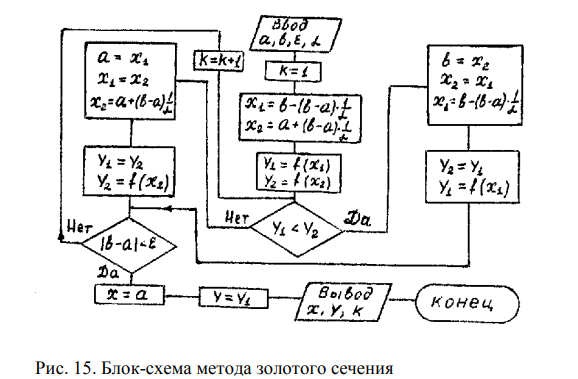 Ввод
a, b, ε, α
k=k+1
k=1
a = x₁
x₁ = x₂
x₂=a+(b-a)·1/α
x₁=b-(b-a)·1/α
x₂=a+(b-a)·1/α
b = x₂
x₂ = x₁
x₁=b-(b-a)·1/α
Y₁ = Y₂
Y₂ = f(x₂)
Y₁ = f(x₁)
Y₂ = f(x₂)
Y₂ = Y₁
Y₁ = f(x₁)
Нет
|b-a|<ε
Да
Нет
Y₁ < Y₂
Да
x = a
Y = Y₁
Вывод
x, Y, k
конец
Рис. 15. Блок-схема метода золотого сечения